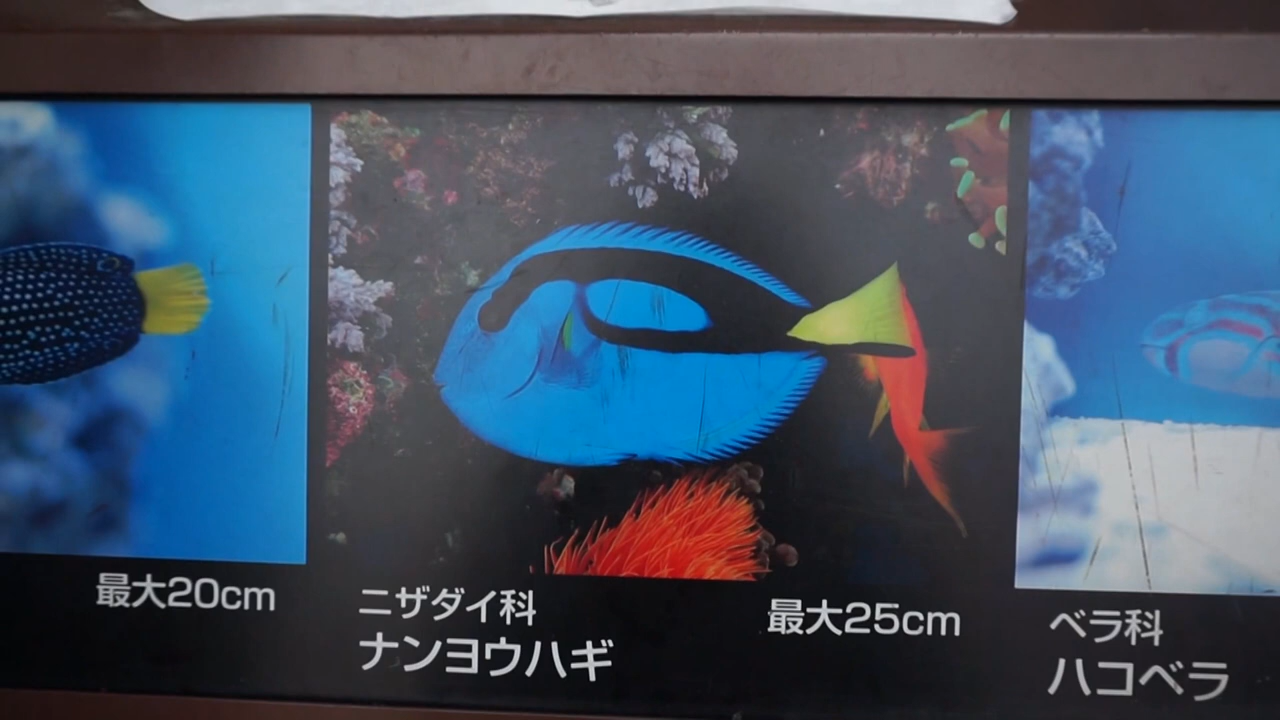 最大20cm
ニザダイ科
ナンヨウハギ
最大25cm
ベラ科
ハコベラ